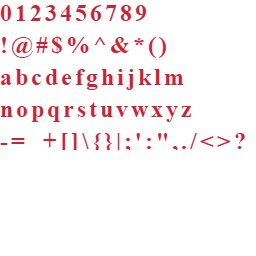 0123456789
!@#$%^&*()
abcdefghijklm
nopqrstuvwxyz
-= +[]\{}|;':",./<>?